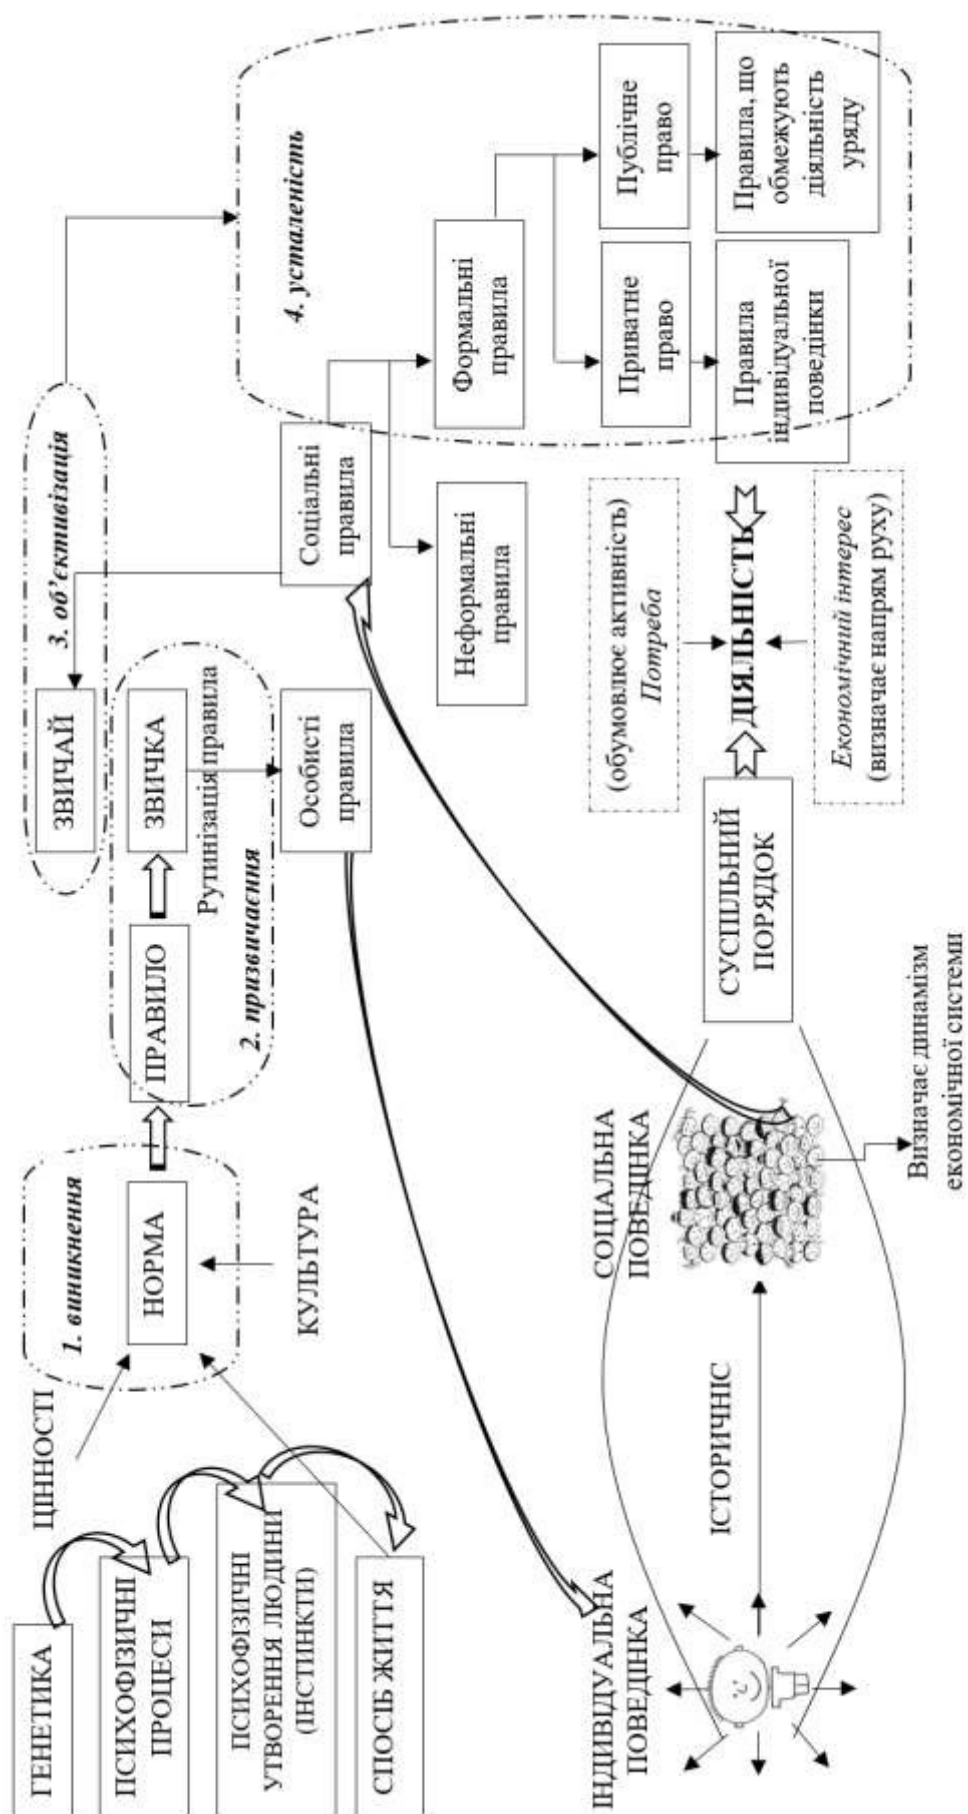 ГЕНЕТИКА
ПСИХОФІЗИЧНІ
ПРОЦЕСИ
ПСИХОФІЗИЧНІ
УТВОРЕННЯ ЛЮДИНИ
(ІНСТИНКТИ)
СПОСІБ ЖИТТЯ
ЦІННОСТІ
1. виникнення
НОРМА
КУЛЬТУРА
ПРАВИЛО
2. призвичаєння
ЗВИЧАЙ
ЗВИЧКА
Рутинізація правила
Особисті
правила
3. об’єктивізація
Соціальні
правила
Неформальні
правила
4. усталеність
Формальні
правила
Приватне
право
Публічне
право
Правила
індивідуальної
поведінки
Правила, що
обмежують
діяльність
уряду
ІНДИВІДУАЛЬНА
ПОВЕДІНКА
ІСТОРИЧНІС
СОЦІАЛЬНА
ПОВЕДІНКА
Визначає динамізм
економічної системи
СУСПІЛЬНИЙ
ПОРЯДОК
(обумовлює активність)
Потреба
ДІЯЛЬНІСТЬ
Економічний інтерес
(визначає напрям руху)